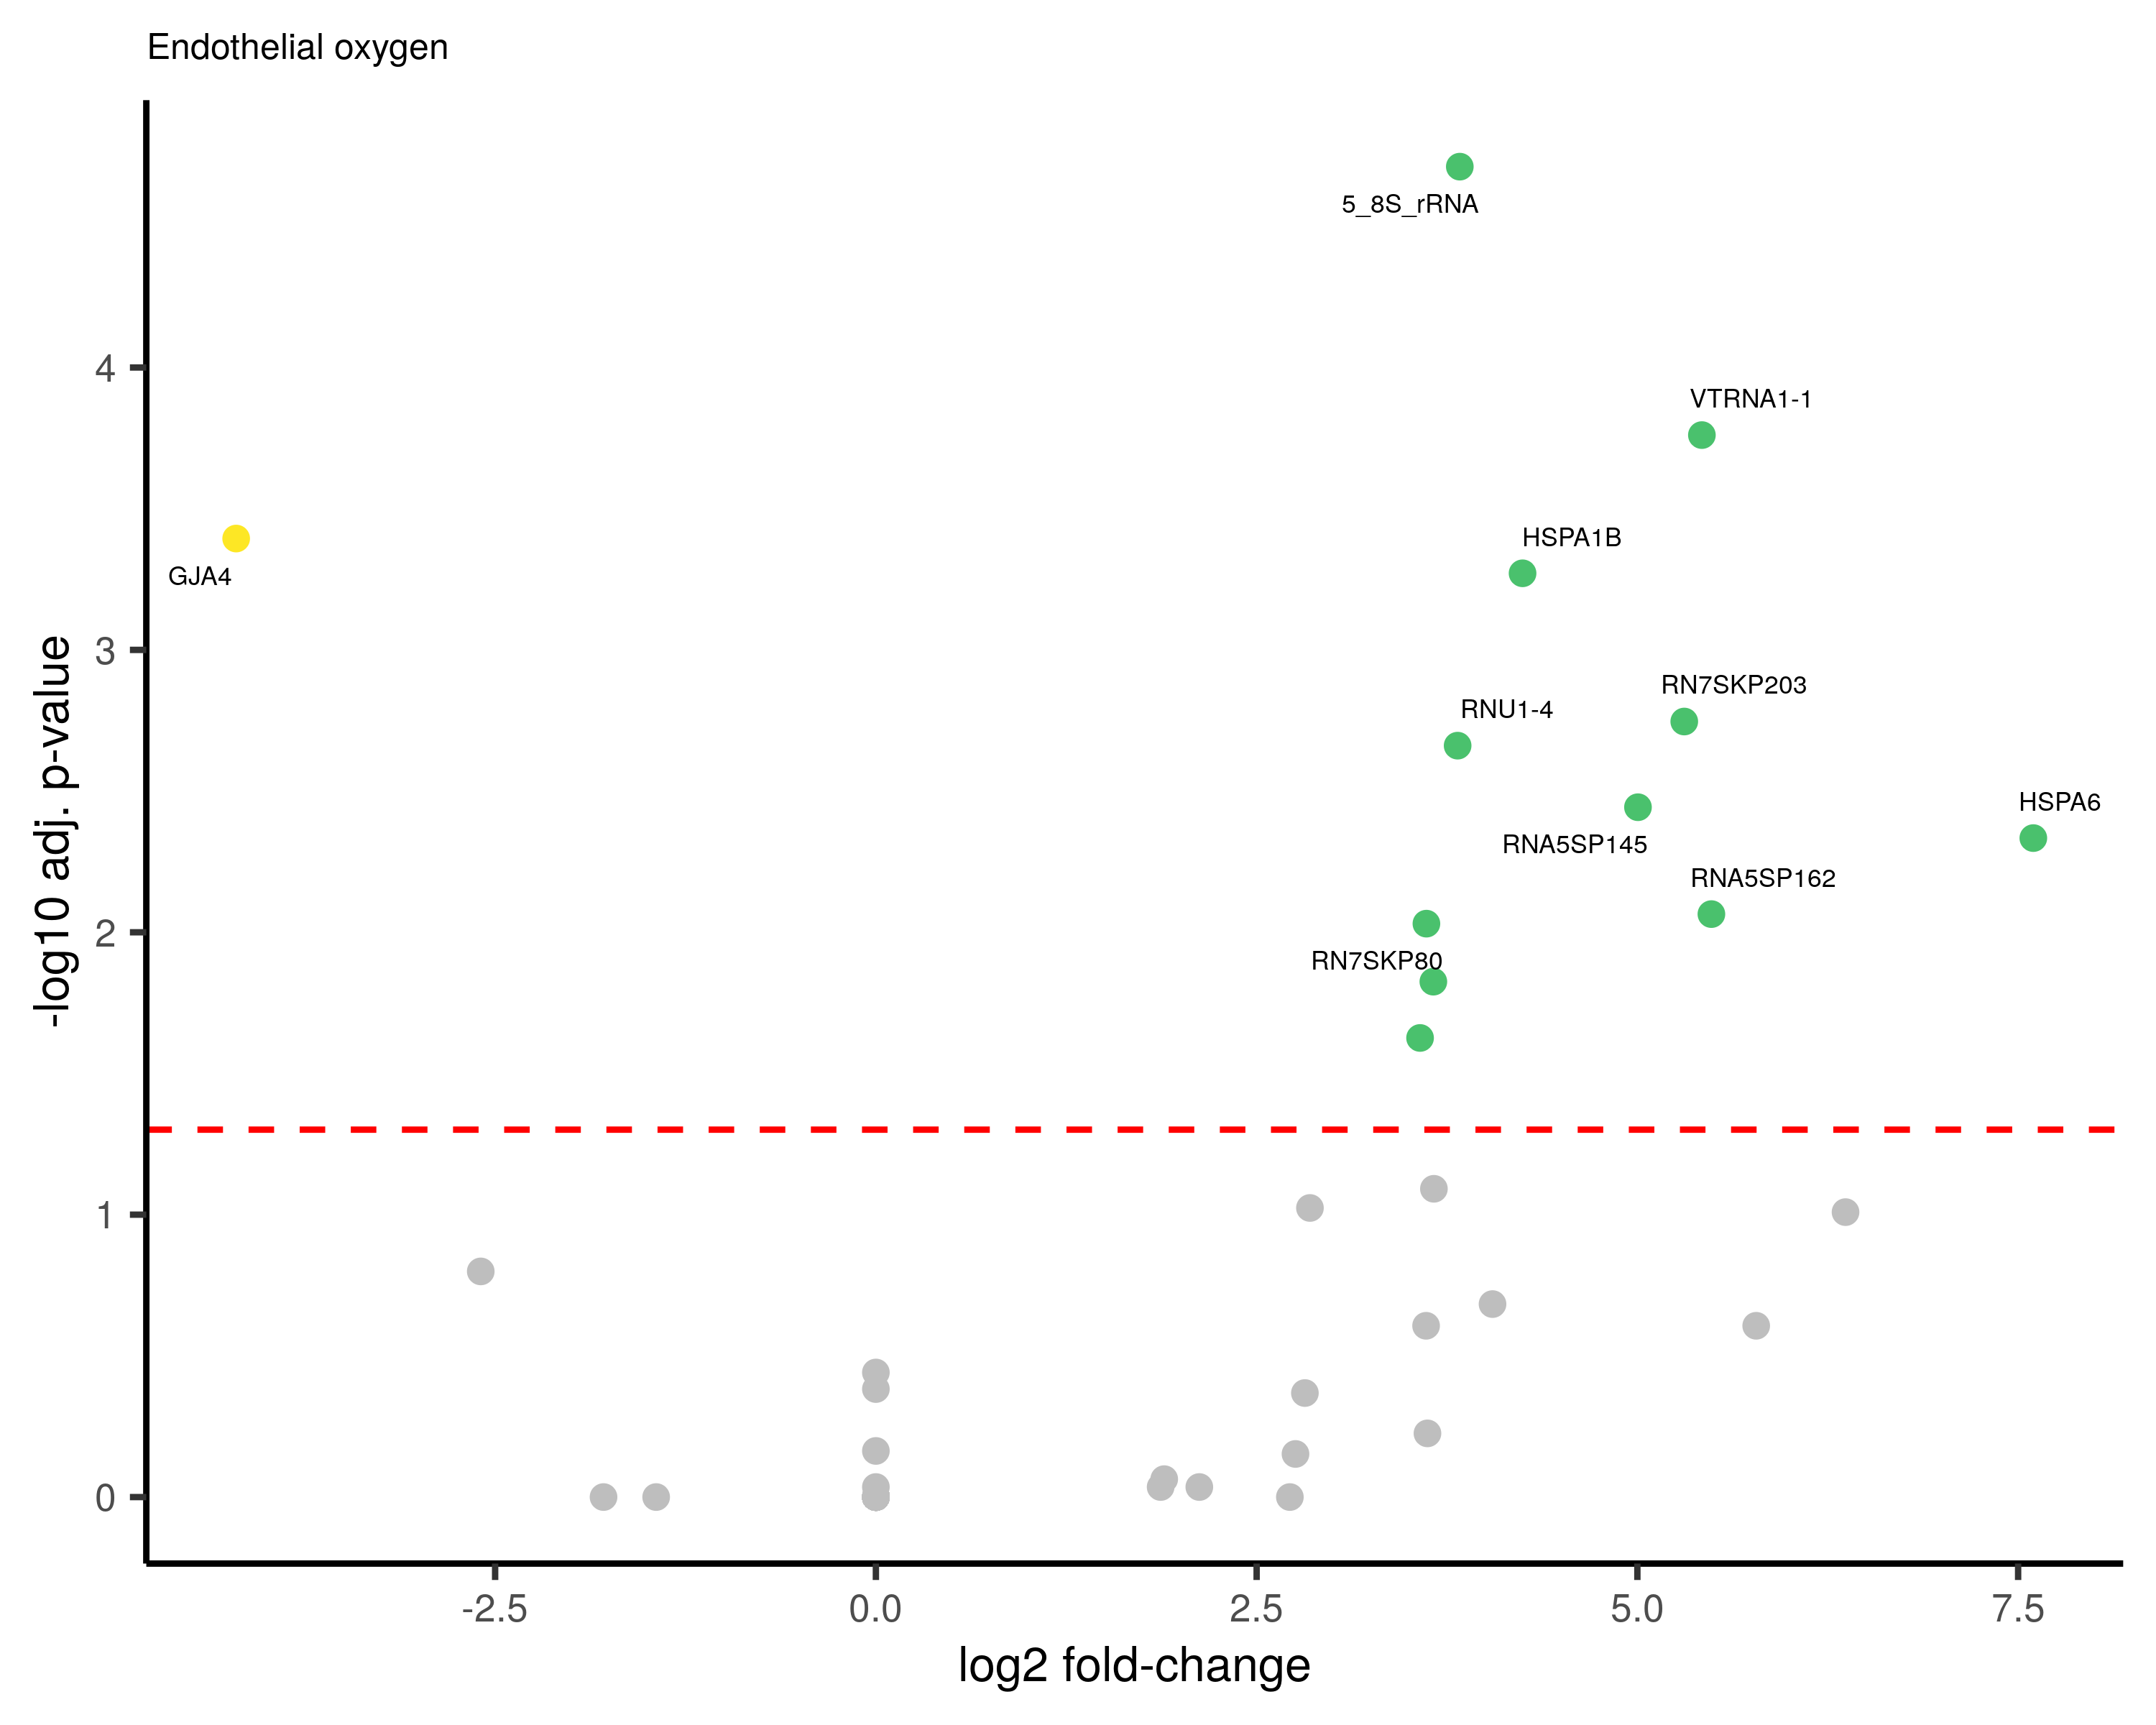 Endothelial oxygen
5_8S_rRNA
4
VTRNA1-1
HSPA1B
GJA4
3
RN7SKP203
RNU1-4
HSPA6
RNA5SP145
RNA5SP162
2
RN7SKP80
-log10 adj. p-value
1
0
-2.5 0.0 2.5 5.0 7.5
log2 fold-change